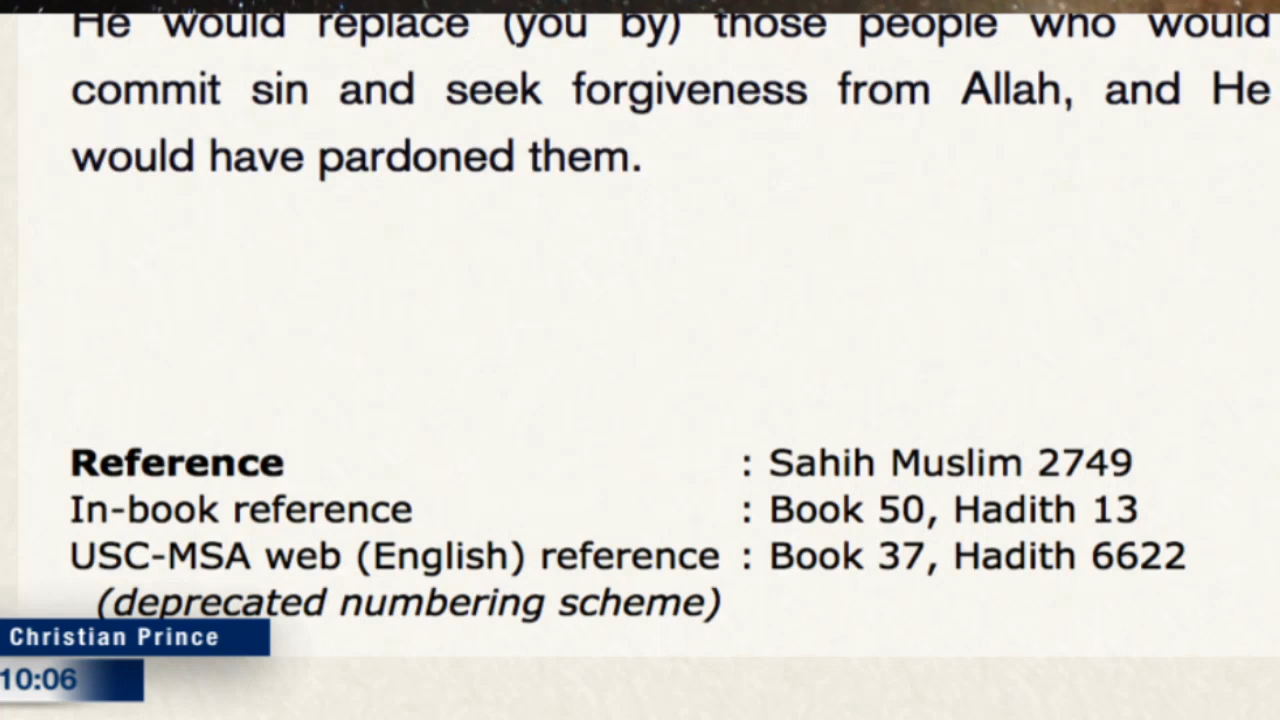 He would replace (you by) those people who would
commit sin and seek forgiveness from Allah, and He
would have pardoned them.
Reference : Sahih Muslim 2749
In-book reference : Book 50, Hadith 13
USC-MSA web (English) reference : Book 37, Hadith 6622
(deprecated numbering scheme)
Christian Prince
10:06